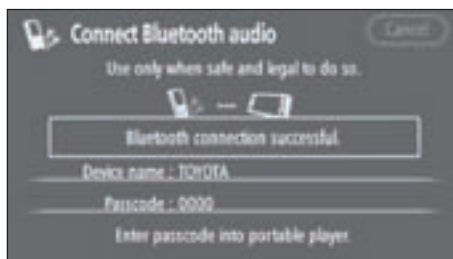 Connect Bluetooth audio
Cancel
Use only when safe and legal to do so.
Bluetooth connection successful.
Device name : TOYOTA
Passcode : 0000
Enter passcode into portable player.